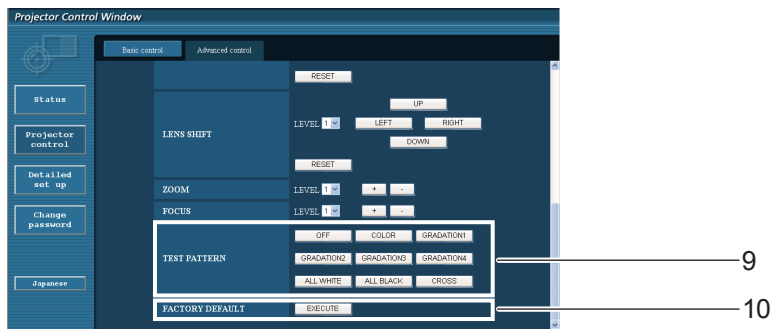 Projector Control Window
Basic control Advanced control
RESET
Status
Projector control
Detailed set up
Change password
Japanese
LENS SHIFT LEVEL 1 UP LEFT RIGHT DOWN
RESET
ZOOM LEVEL 1 + -
FOCUS LEVEL 1 + -
TEST PATTERN
OFF COLOR GRADATION1
GRADATION2 GRADATION3 GRADATION4
ALL WHITE ALL BLACK CROSS
FACTORY DEFAULT EXECUTE
9
10